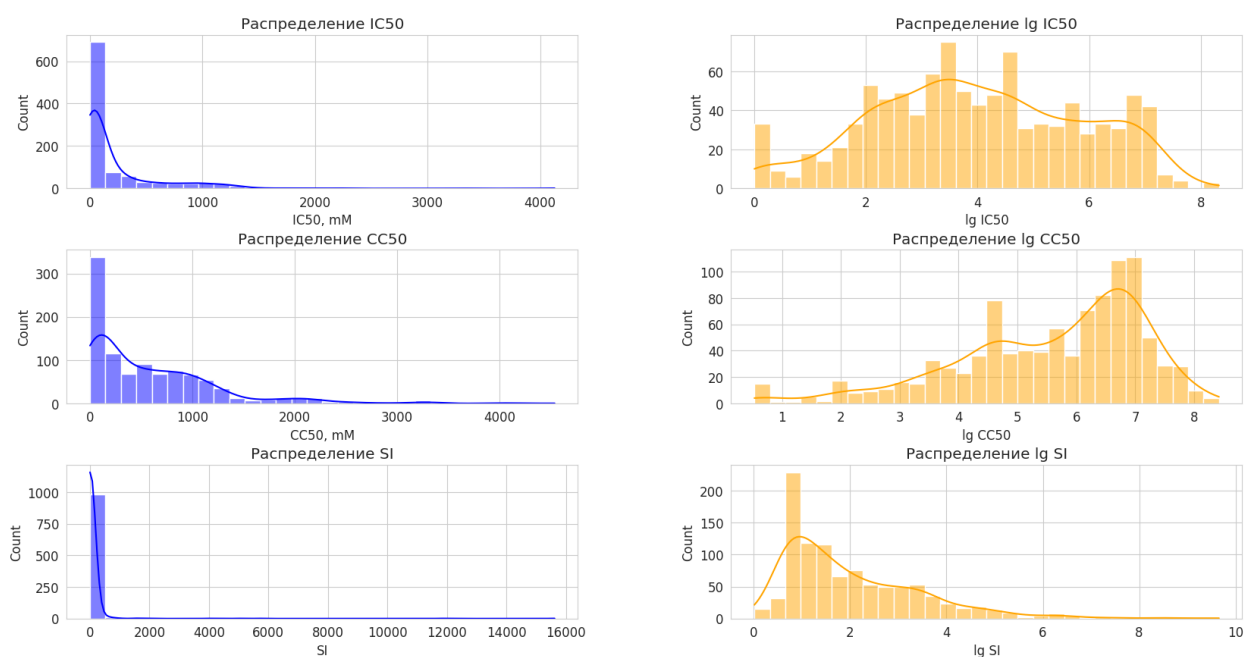 Распределение IC50
600
400
200
0
Count
0 1000 2000 3000 4000
IC50, mM
Распределение lg IC50
60
40
20
0
Count
0 2 4 6 8
lg IC50
Распределение CC50
300
200
100
0
Count
0 1000 2000 3000 4000
CC50, mM
Распределение lg CC50
100
80
60
40
20
0
Count
1 2 3 4 5 6 7 8
lg CC50
Распределение SI
1000
750
500
250
0
Count
0 2000 4000 6000 8000 10000 12000 14000 16000
SI
Распределение lg SI
200
150
100
50
0
Count
0 2 4 6 8 10
lg SI